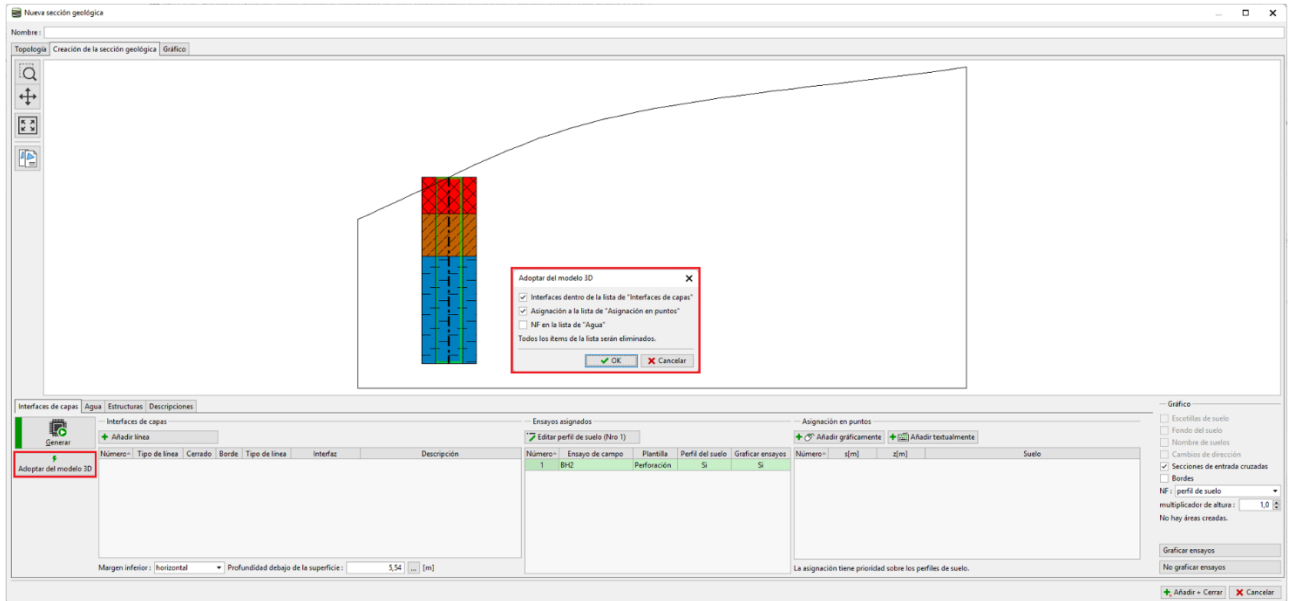 Nueva sección geológica
Nombre :
Topología Creación de la sección geológica Gráfico
Adoptar del modelo 3D
Interfaces dentro de la lista de "Interfaces de capas"
Asignación a la lista de "Asignación en puntos"
NF en la lista de "Agua"
Todos los ítems de la lista serán eliminados.
OK Cancelar
Interfaces de capas Agua Estructuras Descripciones
Generar
Adoptar del modelo 3D
Interfaces de capas
Añadir línea
Número Tipo de línea Cerrado Borde Tipo de línea Interfaz Descripción
Margen inferior : horizontal Profundidad debajo de la superficie : 5,54 ... [m]
Ensayos asignados
Editar perfil de suelo (Nro 1)
Número Ensayo de campo Plantilla Perfil del suelo Graficar ensayos
1 BH2 Perforación Si Si
Asignación en puntos
Añadir gráficamente Añadir textualmente
Número s[m] z[m] Suelo
La asignación tiene prioridad sobre los perfiles de suelo.
Gráfico
Escotillas de suelo
Fondo del suelo
Nombre de suelos
Cambios de dirección
Secciones de entrada cruzadas
Bordes
NF : perfil de suelo
multiplicador de altura : 1,0
No hay áreas creadas.
Graficar ensayos
No graficar ensayos
Añadir + Cerrar Cancelar